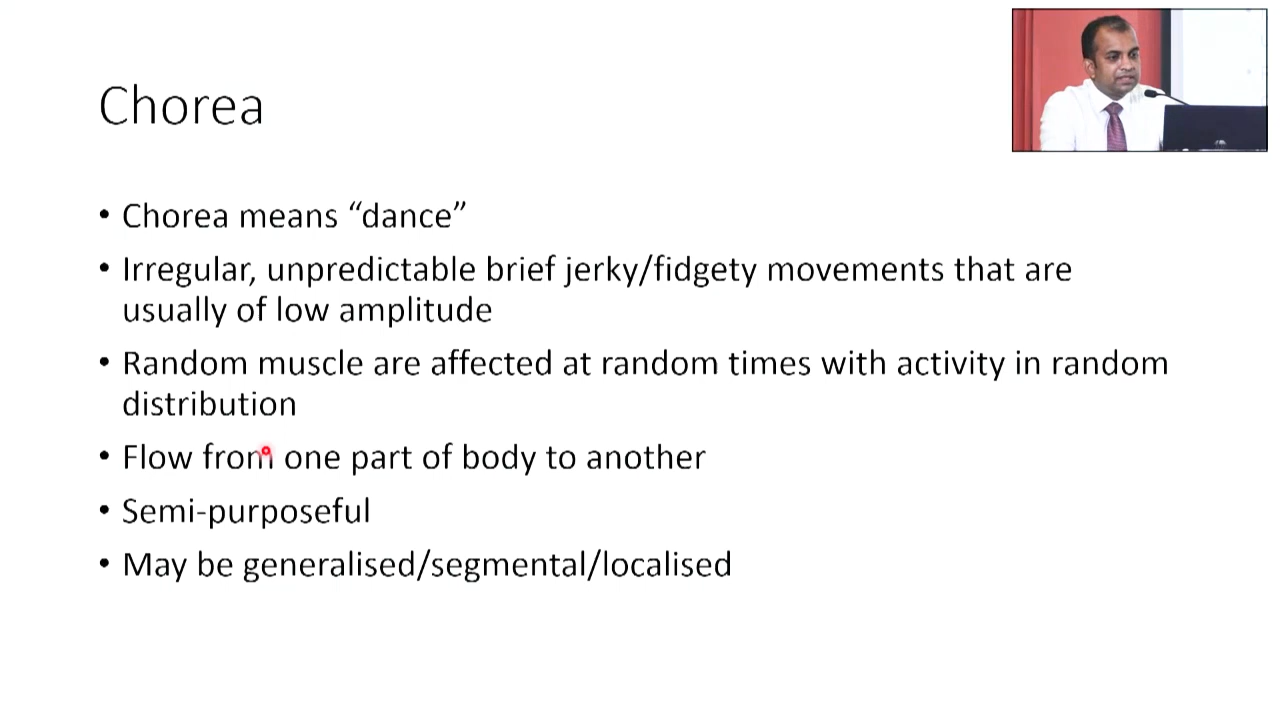 Chorea
• Chorea means “dance”
• Irregular, unpredictable brief jerky/fidgety movements that are
usually of low amplitude
• Random muscle are affected at random times with activity in random
distribution
• Flow from one part of body to another
• Semi-purposeful
• May be generalised/segmental/localised